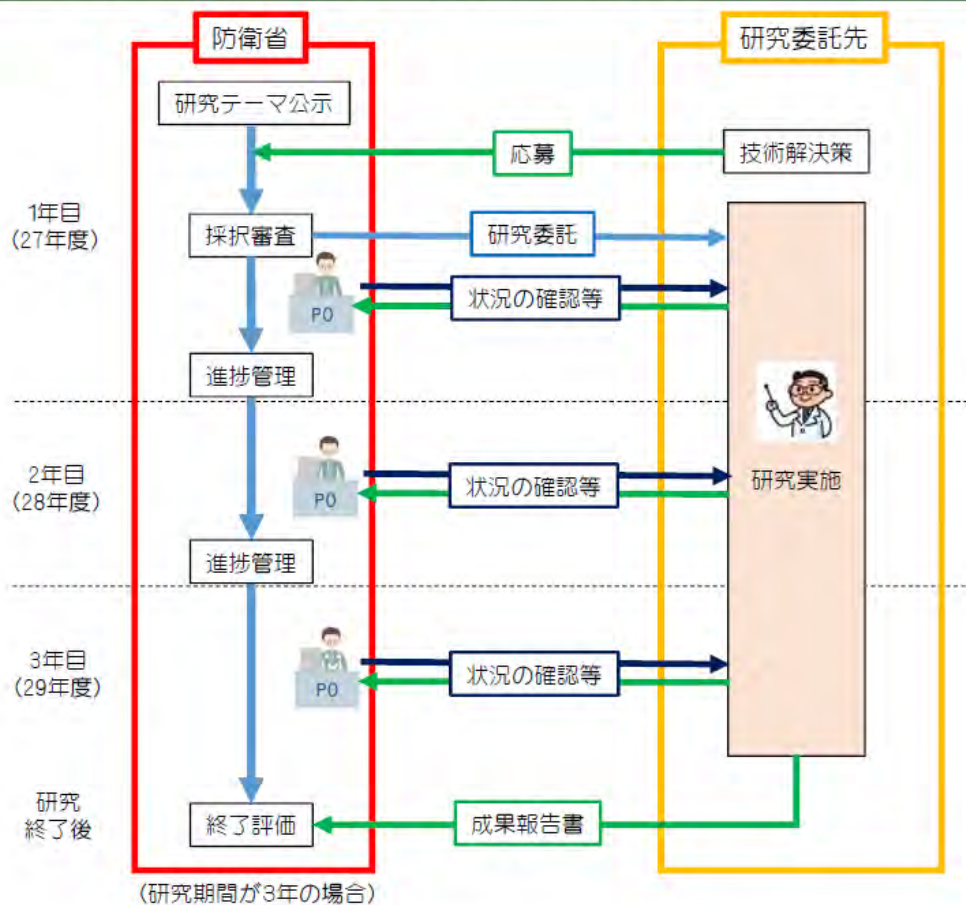 防衛省
研究委託先
研究テーマ公示
応募
技術解決策
1年目
(27年度)
採択審査
研究委託
PO
状況の確認等
進捗管理
2年目
(28年度)
PO
状況の確認等
研究実施
進捗管理
3年目
(29年度)
PO
状況の確認等
研究
終了後
終了評価
成果報告書
(研究期間が3年の場合)